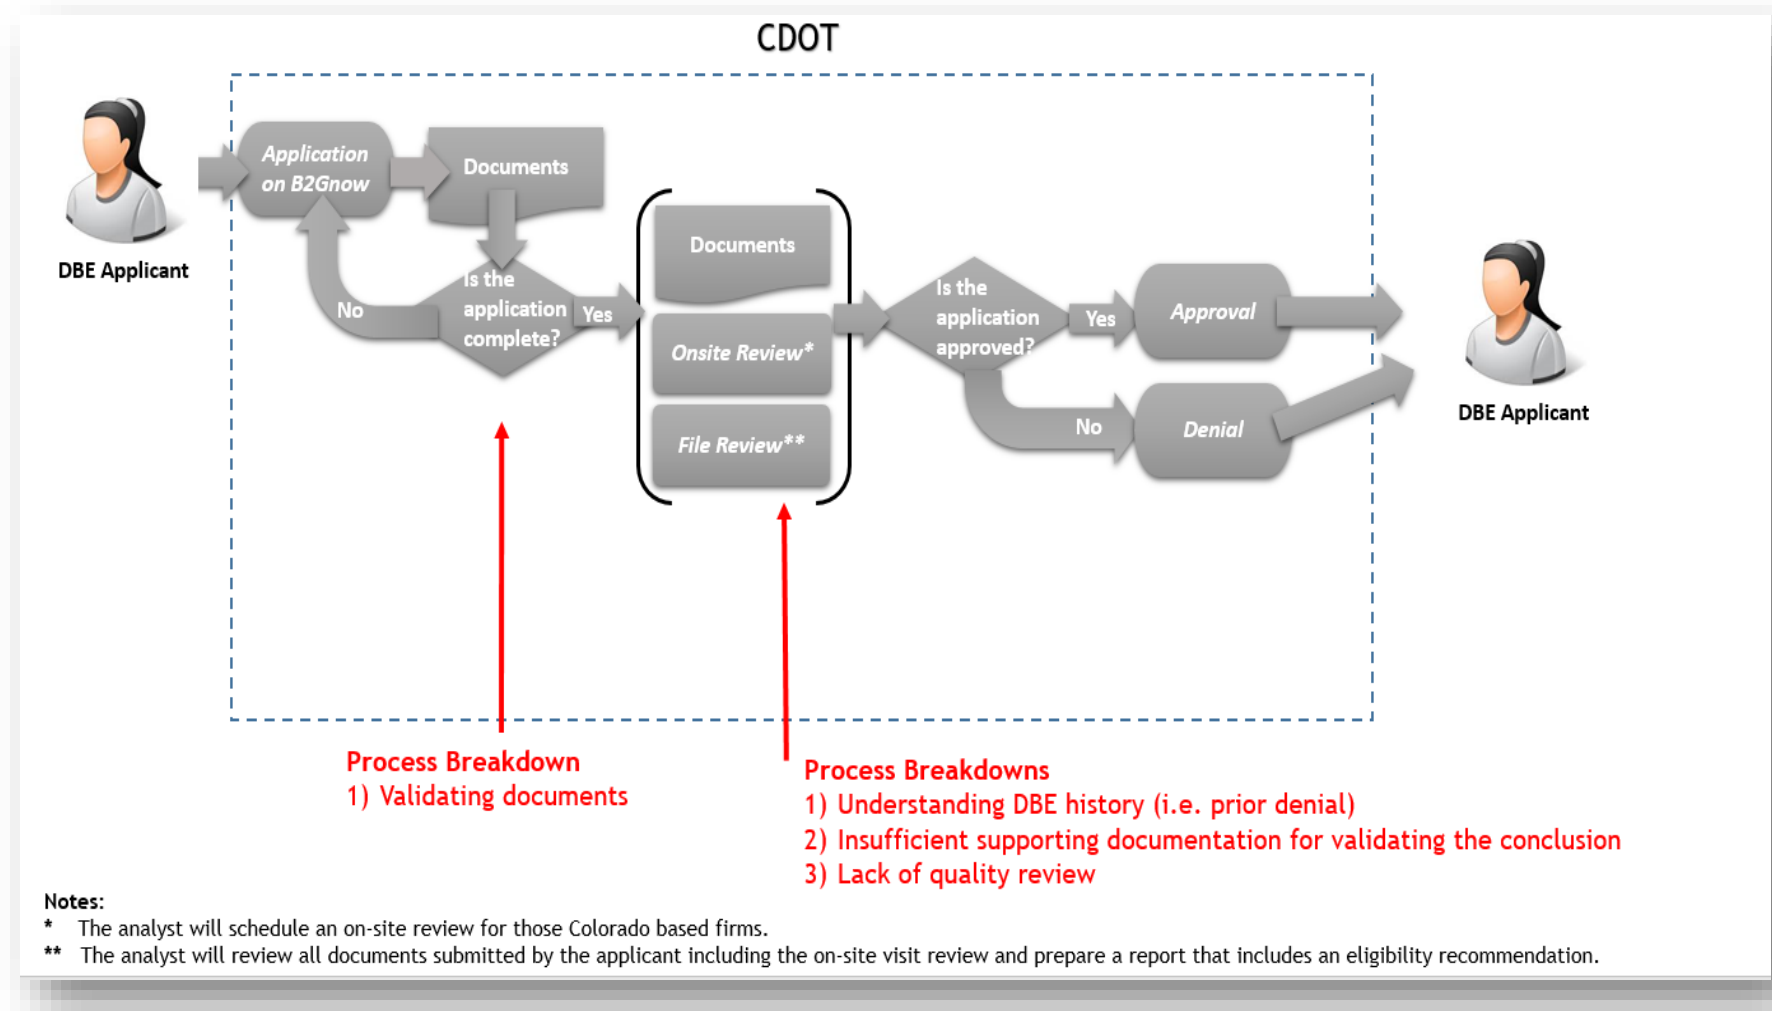 CDOT
DBE Applicant
Application
on B2Gnow
Documents
Is the
application
complete?
No
Yes
Documents
Onsite Review*
File Review**
Is the
application
approved?
Yes
No
Approval
Denial
DBE Applicant
Process Breakdown
1) Validating documents
Process Breakdowns
1) Understanding DBE history (i.e. prior denial)
2) Insufficient supporting documentation for validating the conclusion
3) Lack of quality review
Notes:
* The analyst will schedule an on-site review for those Colorado based firms.
** The analyst will review all documents submitted by the applicant including the on-site visit review and prepare a report that includes an eligibility recommendation.